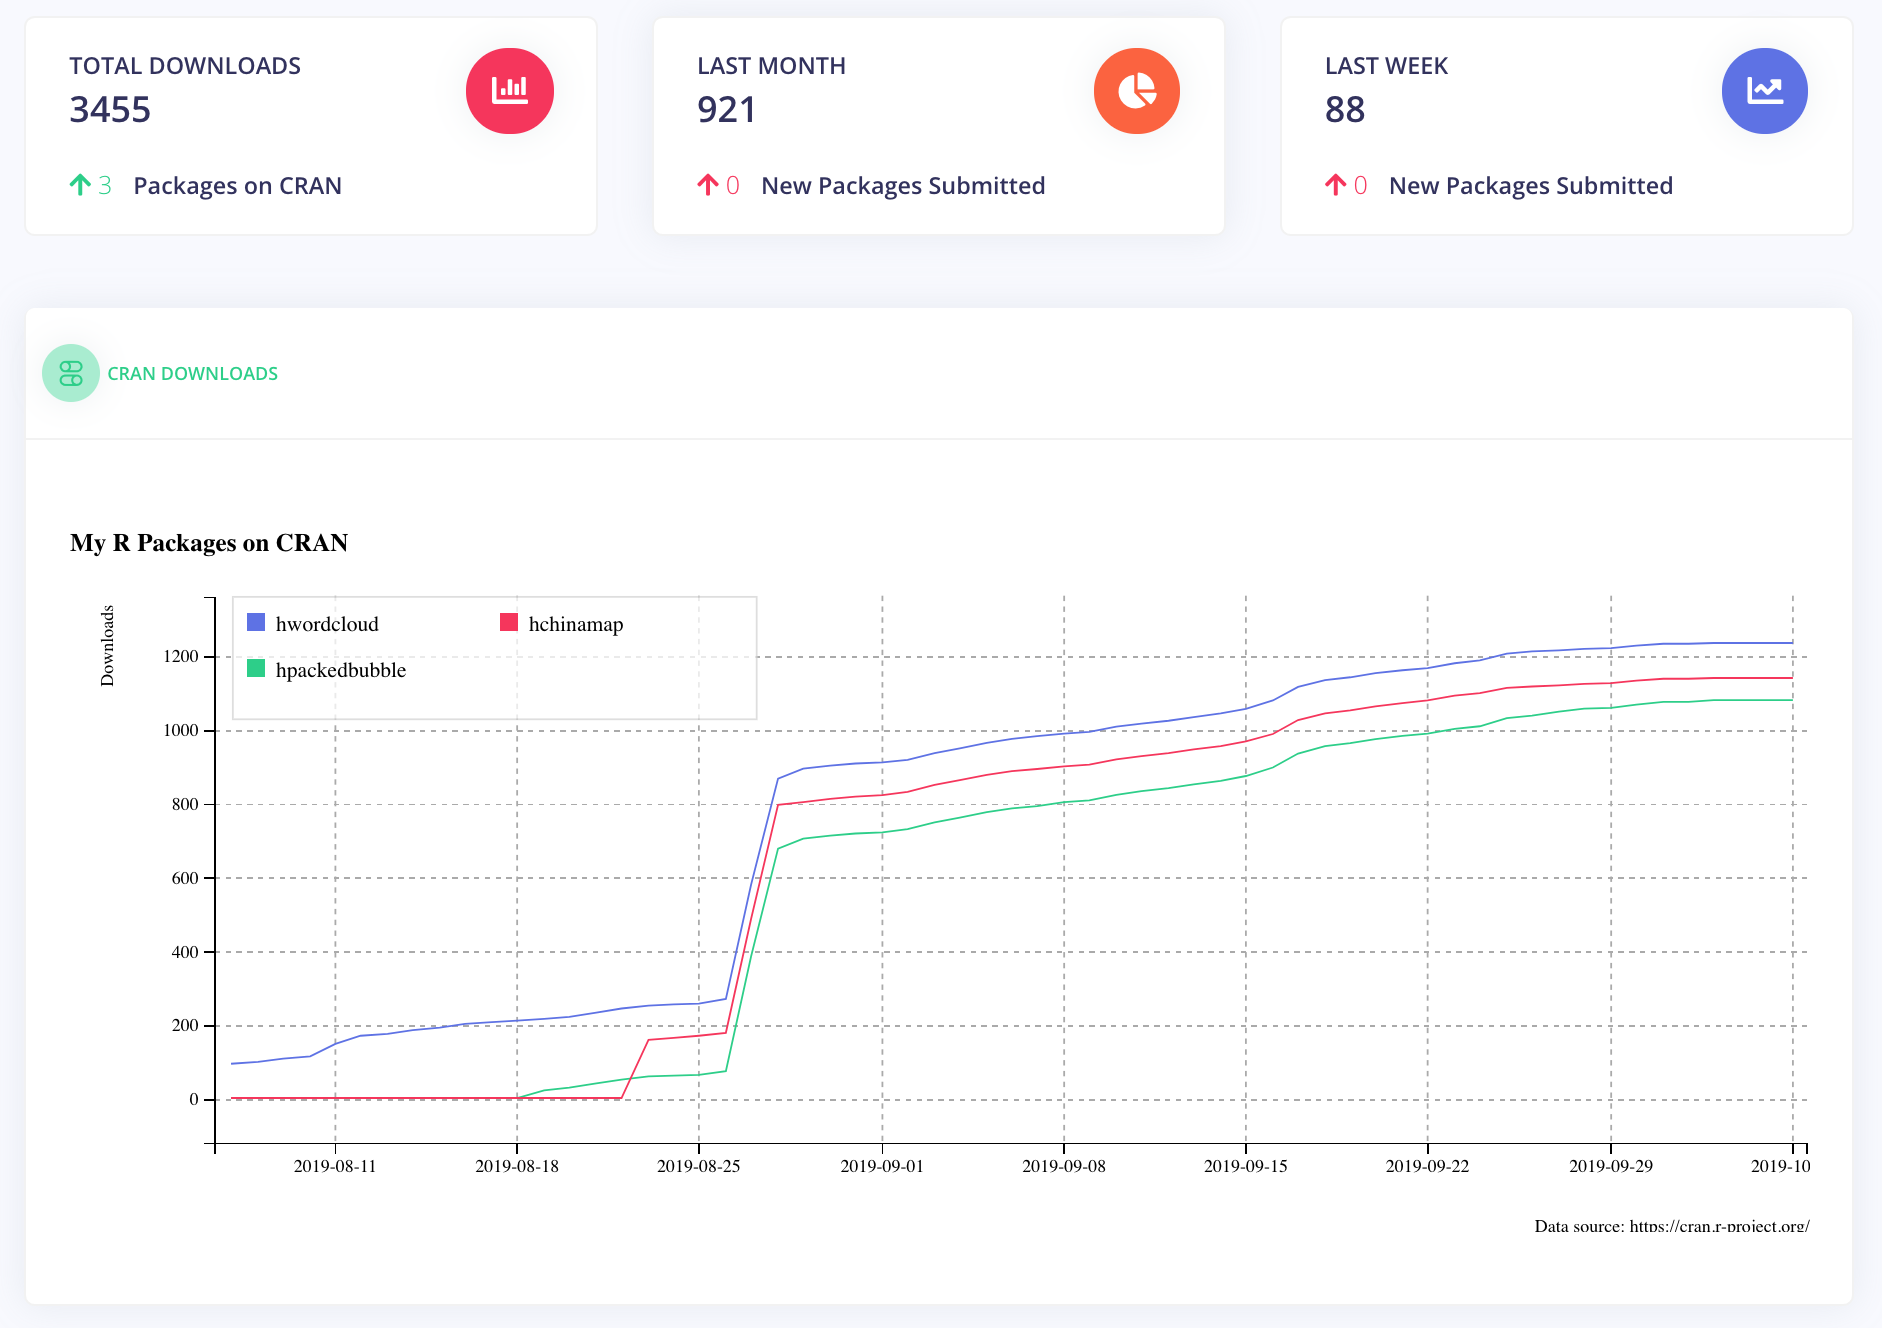 TOTAL DOWNLOADS
3455
3 Packages on CRAN
LAST MONTH
921
0 New Packages Submitted
LAST WEEK
88
0 New Packages Submitted
CRAN DOWNLOADS
My R Packages on CRAN
Downloads
hwordcloud hchinamap
hpackedbubble
1200
1000
800
600
400
200
0
2019-08-11 2019-08-18 2019-08-25 2019-09-01 2019-09-08 2019-09-15 2019-09-22 2019-09-29 2019-10
Data source: https://cran.r-project.org/